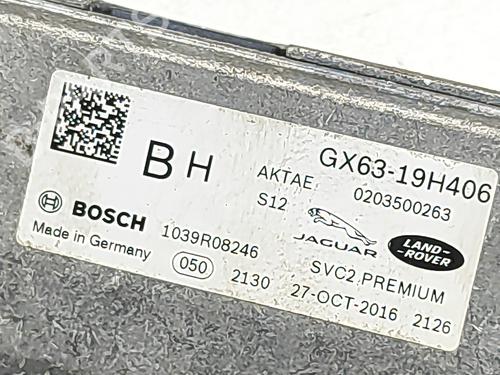 BH
GX63-19H406
AKTAE
0203500263
S12
JAGUAR
LAND-
ROVER
BOSCH
1039R08246
SVC2 PREMIUM
Made in Germany
050
2130
27-OCT-2016
2126